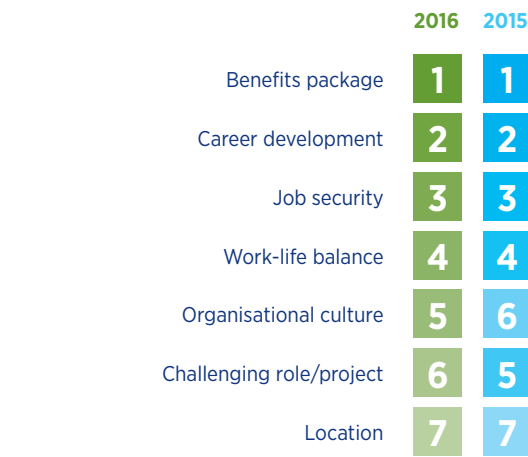 2016 2015
Benefits package 1 1
Career development 2 2
Job security 3 3
Work-life balance 4 4
Organisational culture 5 6
Challenging role/project 6 5
Location 7 7